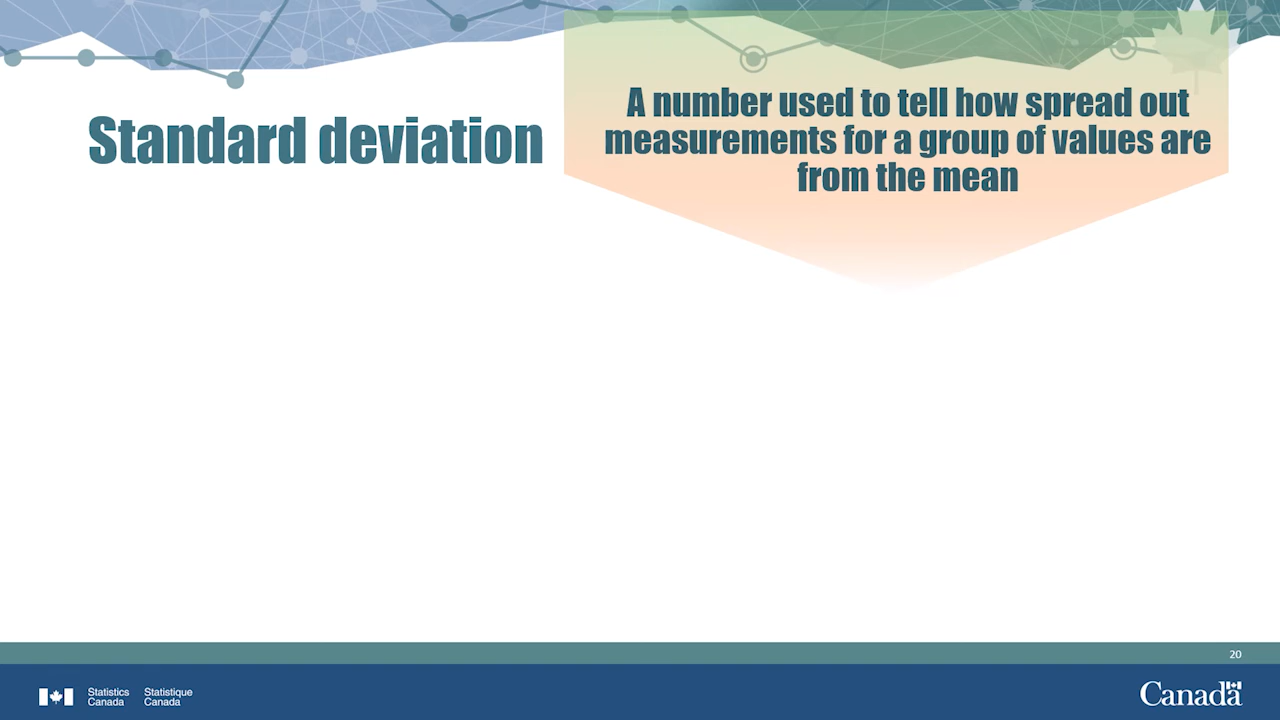 Standard deviation
A number used to tell how spread out
measurements for a group of values are
from the mean
20
Statistics
Canada
Statistique
Canada
Canada